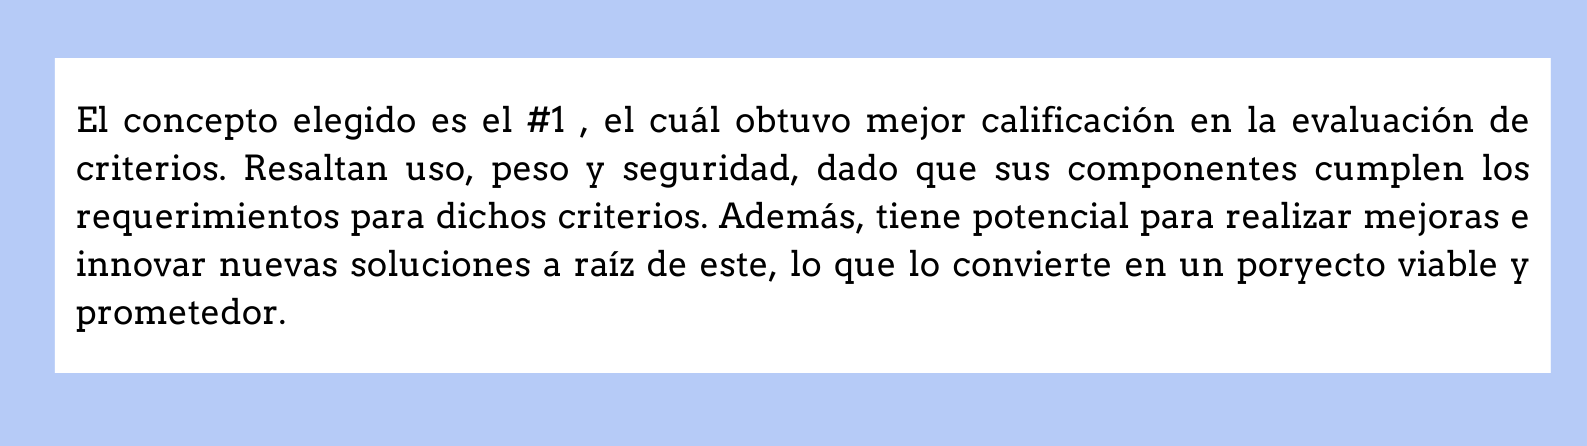 El concepto elegido es el #1 , el cuál obtuvo mejor calificación en la evaluación de
criterios. Resaltan uso, peso y seguridad, dado que sus componentes cumplen los
requerimientos para dichos criterios. Además, tiene potencial para realizar mejoras e
innovar nuevas soluciones a raíz de este, lo que lo convierte en un poryecto viable y
prometedor.